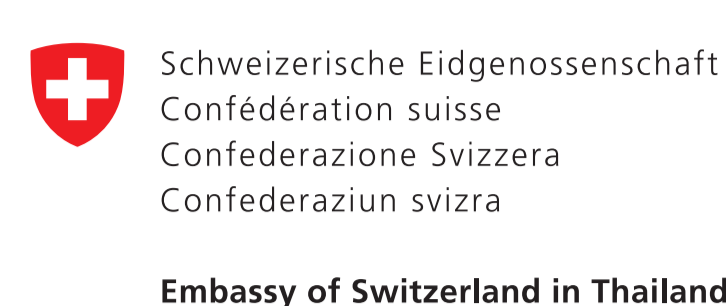 Schweizerische Eidgenossenschaft
Confédération suisse
Confederazione Svizzera
Confederaziun svizra
Embassy of Switzerland in Thailand